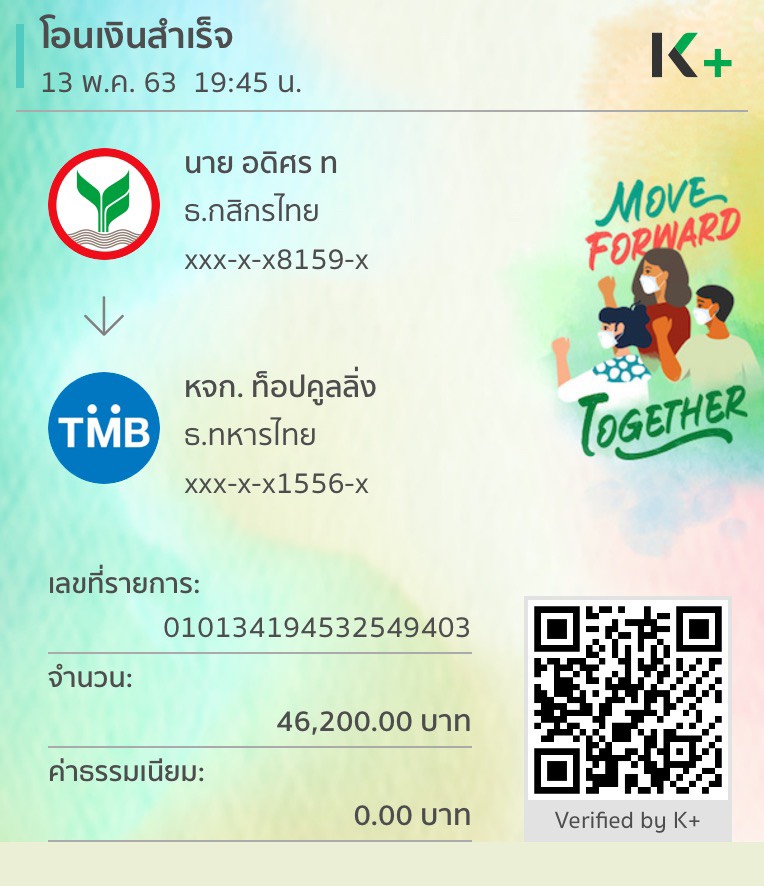 โอนเงินสำเร็จ
13 พ.ค. 63 19:45 น.
K+
นาย อดิศร ท
ธ.กสิกรไทย
xxx-x-x8159-x
MOVE
FORWARD
TOGETHER
TMB
หจก. ท็อปคูลลิ่ง
ธ.ทหารไทย
xxx-x-x1556-x
เลขที่รายการ:
010134194532549403
จำนวน:
46,200.00 บาท
ค่าธรรมเนียม:
0.00 บาท
Verified by K+